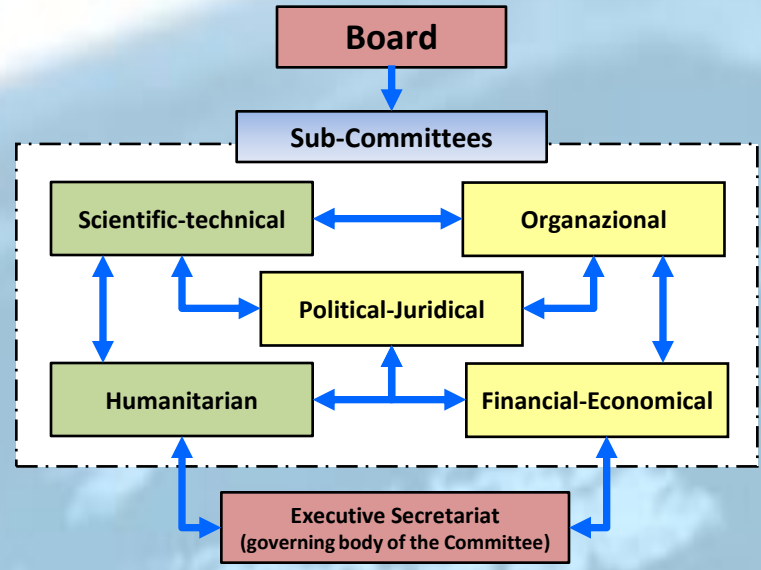 Board
Sub-Committees
Scientific-technical
Organazional
Political-Juridical
Humanitarian
Financial-Economical
Executive Secretariat
(governing body of the Committee)